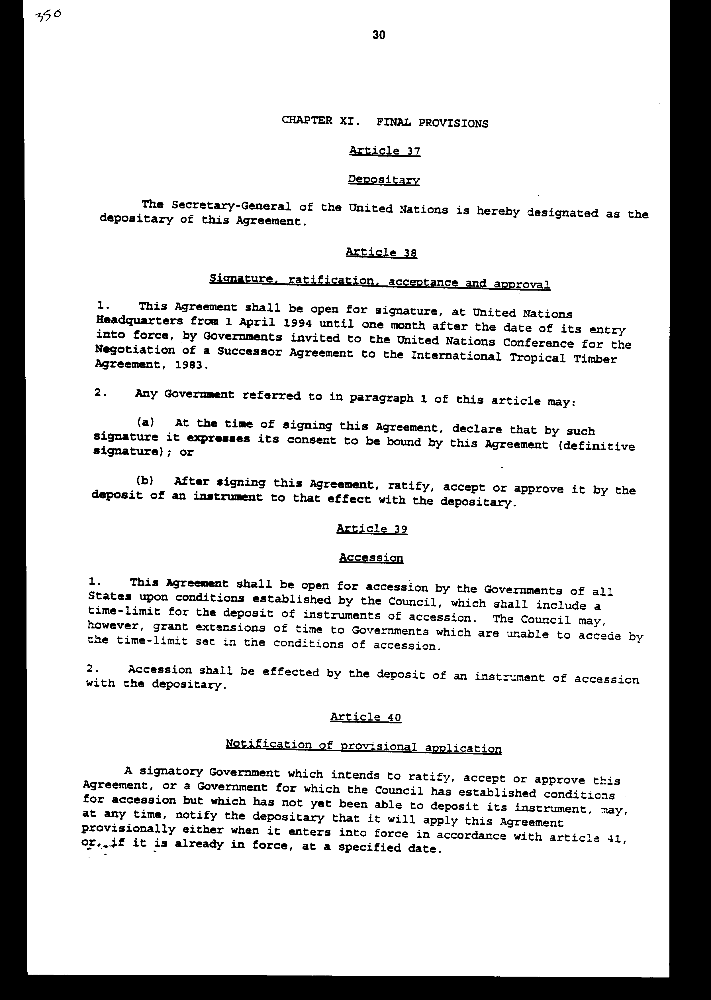 350
30
CHAPTER XI. FINAL PROVISIONS
Article 37
Depositary
The Secretary-General of the United Nations is hereby designated as the
depositary of this Agreement.
Article 38
Signature, ratification, acceptance and approval
1. This Agreement shall be open for signature, at United Nations
Headquarters from 1 April 1994 until one month after the date of its entry
into force, by Governments invited to the United Nations Conference for the
Negotiation of a Successor Agreement to the International Tropical Timber
Agreement, 1983.
2. Any Government referred to in paragraph 1 of this article may:
(a) At the time of signing this Agreement, declare that by such
signature it expresses its consent to be bound by this Agreement (definitive
signature); or
(b) After signing this Agreement, ratify, accept or approve it by the
deposit of an instrument to that effect with the depositary.
Article 39
Accession
1. This Agreement shall be open for accession by the Governments of all
States upon conditions established by the Council, which shall include a
time-limit for the deposit of instruments of accession. The Council may,
however, grant extensions of time to Governments which are unable to accede by
the time-limit set in the conditions of accession.
2. Accession shall be effected by the deposit of an instrument of accession
with the depositary.
Article 40
Notification of provisional application
A signatory Government which intends to ratify, accept or approve this
Agreement, or a Government for which the Council has established conditions
for accession but which has not yet been able to deposit its instrument, may,
at any time, notify the depositary that it will apply this Agreement
provisionally either when it enters into force in accordance with article 41,
or, if it is already in force, at a specified date.